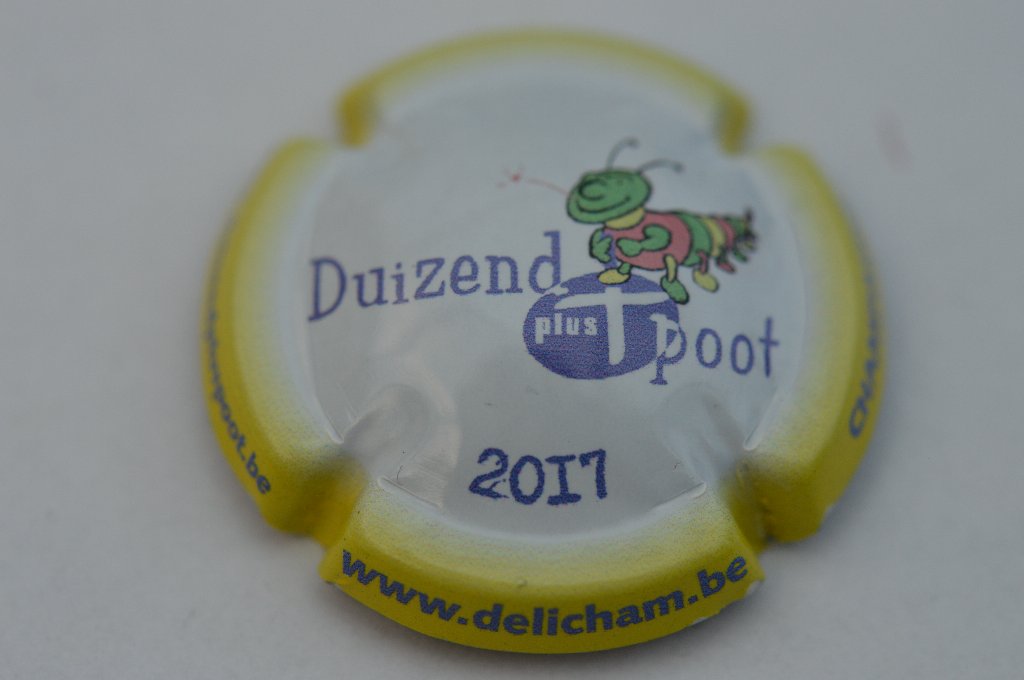 Duizend
plus T
poot
2017
www.delicham.be